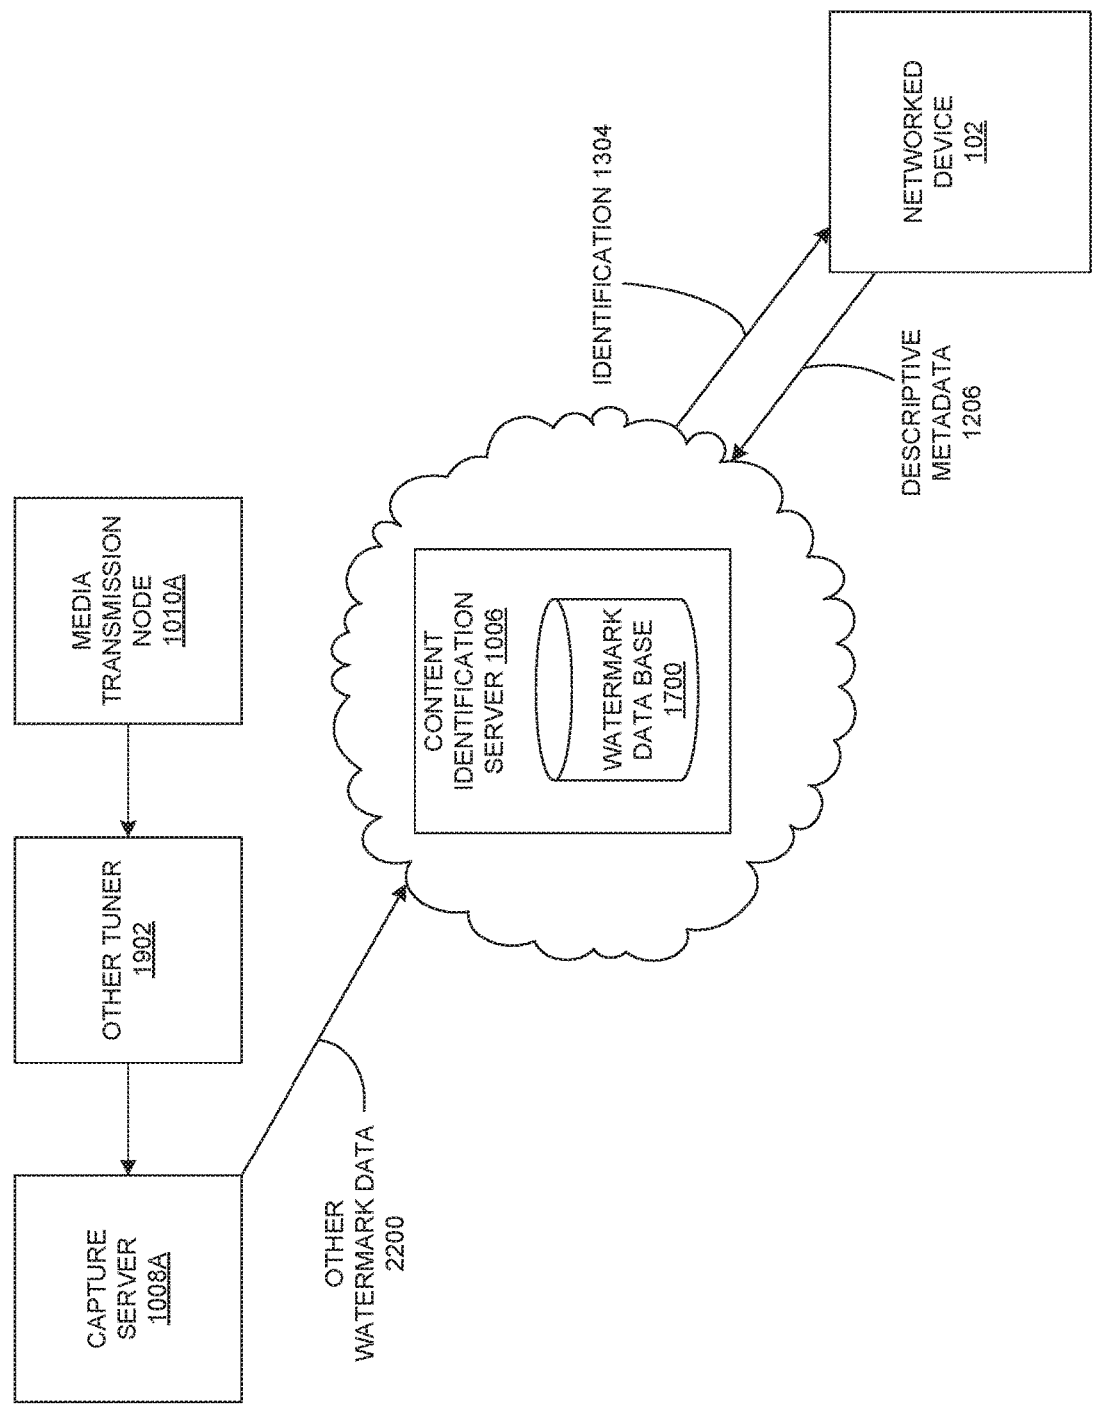 CAPTURE
SERVER
1008A
OTHER TUNER
1902
MEDIA
TRANSMISSION
NODE
1010A
OTHER
WATERMARK DATA
2200
CONTENT
IDENTIFICATION
SERVER 1006
WATERMARK
DATA BASE
1700
IDENTIFICATION 1304
DESCRIPTIVE
METADATA
1206
NETWORKED
DEVICE
102